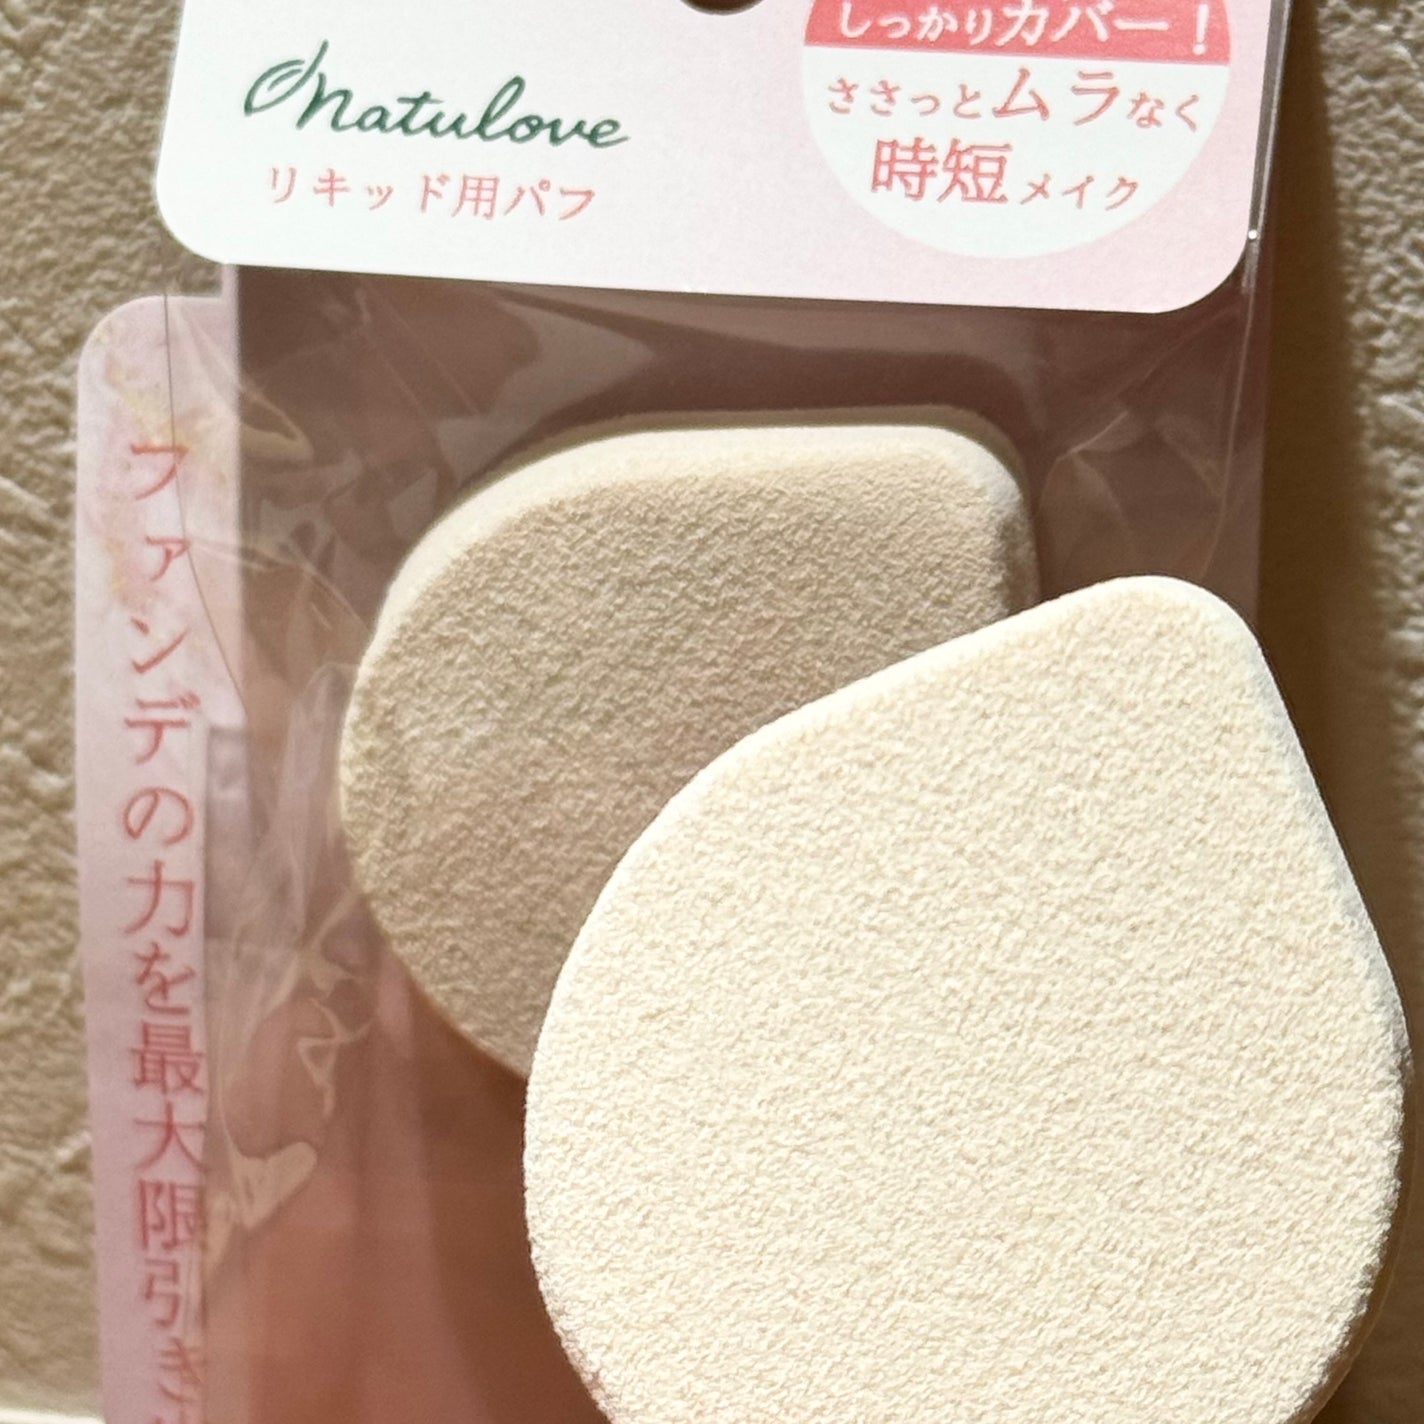 natulove
リキッド用パフ
しっかりカバー!
ささっとムラなく
時短メイク
ファンデの力を最大限引き